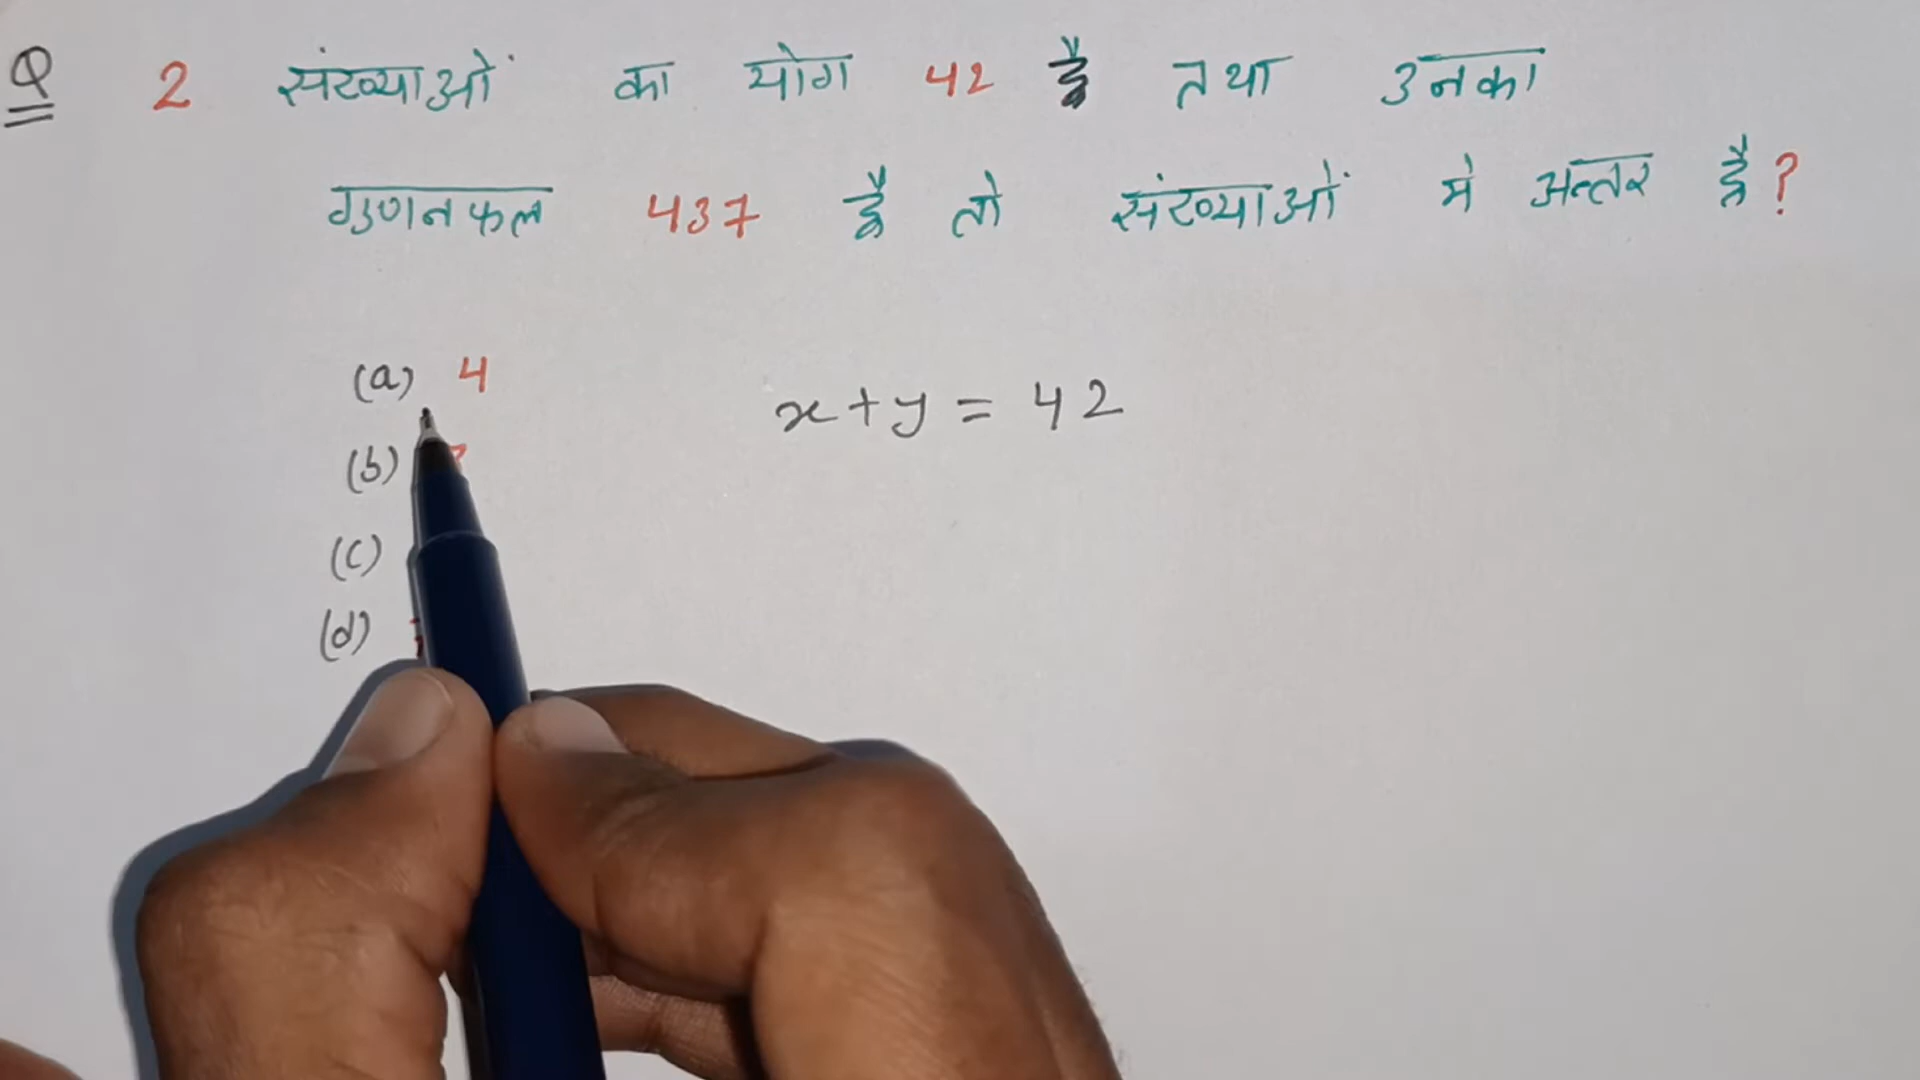 Q 2 संख्याओं का योग 42 है तथा उनका
गुणनफल 437 है तो संख्याओं मे अन्तर है?
(a) 4
x+y = 42
(b)
(c)
(d)